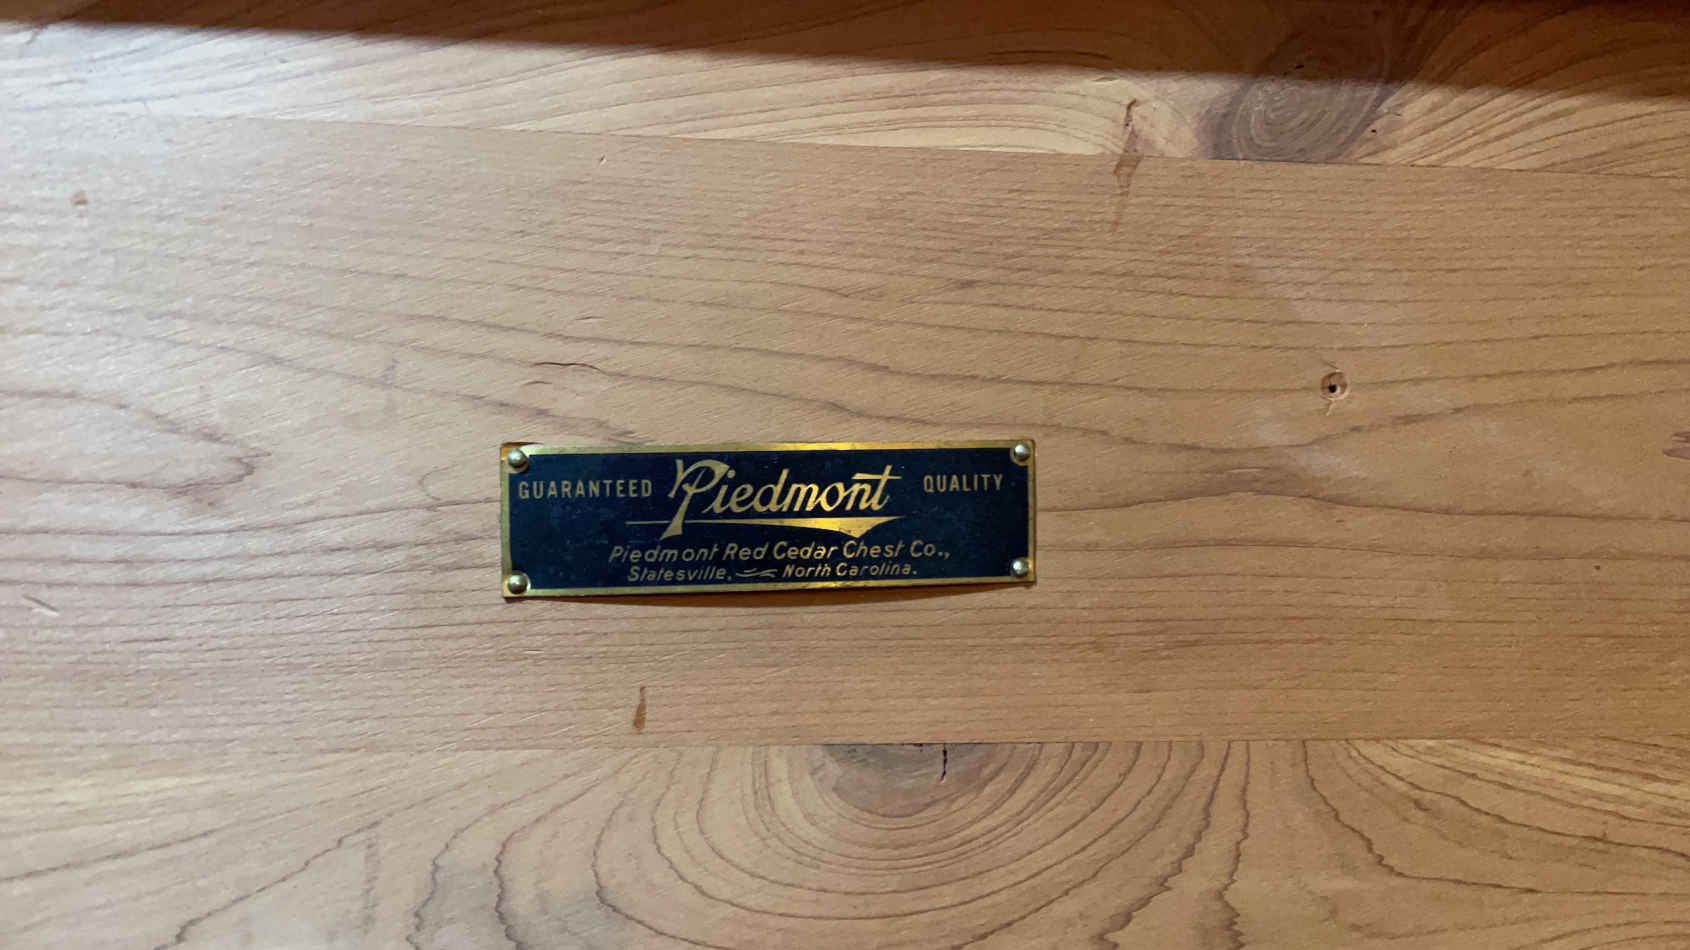 GUARANTEED Piedmont QUALITY
Piedmont Red Cedar Chest Co.,
Statesville, North Carolina.